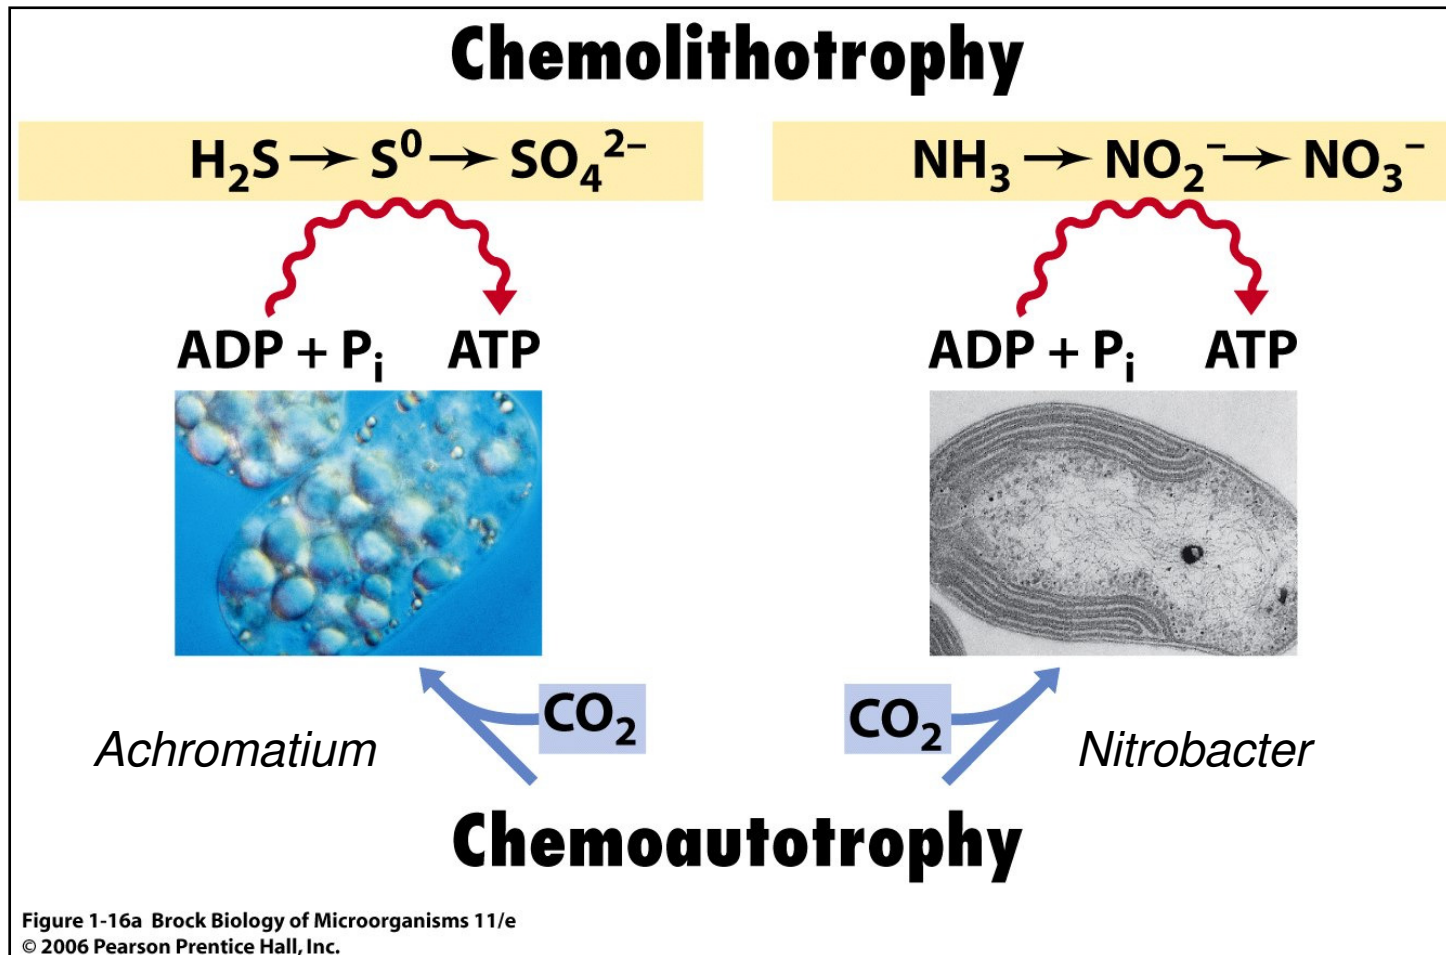 Chemolithotrophy
H₂S → S⁰ → SO₄²⁻
NH₃ → NO₂⁻ → NO₃⁻
ADP + Pᵢ ATP
ADP + Pᵢ ATP
CO₂
CO₂
Achromatium
Nitrobacter
Chemoautotrophy
Figure 1-16a Brock Biology of Microorganisms 11/e
© 2006 Pearson Prentice Hall, Inc.